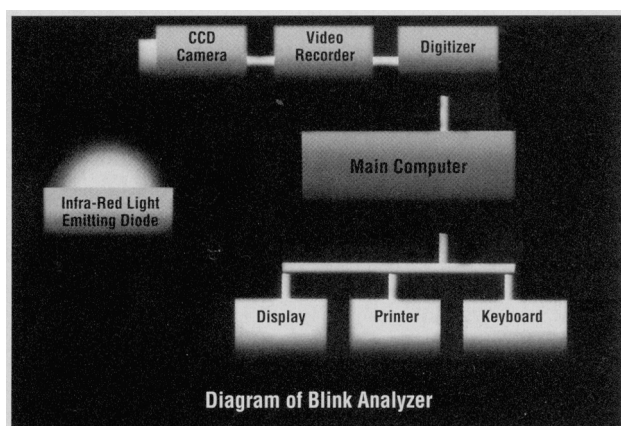 CCD
Camera
Video
Recorder
Digitizer
Main Computer
Infra-Red Light
Emitting Diode
Display
Printer
Keyboard
Diagram of Blink Analyzer